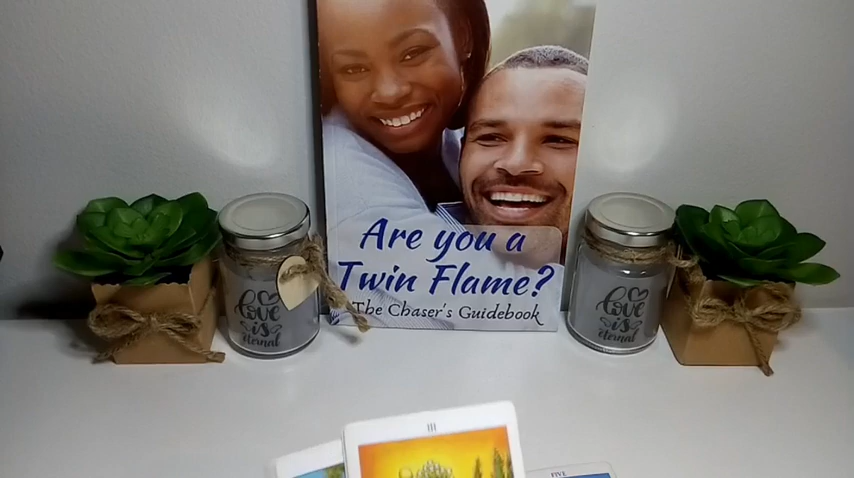 Are you a
Twin Flame?
The Chaser's Guidebook
love
is
eternal
love
is
eternal
III
FIVE